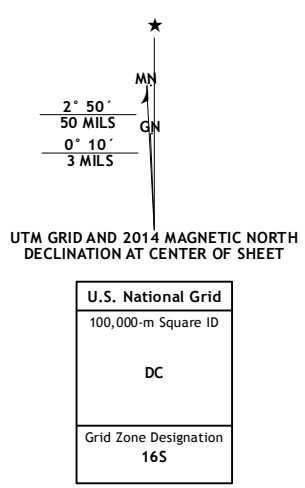 ★
MN
2° 50´
50 MILS
GN
0° 10´
3 MILS
UTM GRID AND 2014 MAGNETIC NORTH
DECLINATION AT CENTER OF SHEET
U.S. National Grid
100,000-m Square ID
DC
Grid Zone Designation
16S